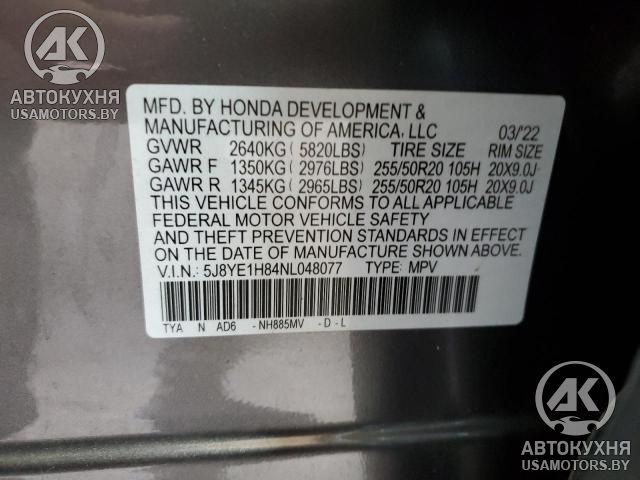 AK
АВТОКУХНЯ
USAMOTORS.BY
MFD. BY HONDA DEVELOPMENT &
MANUFACTURING OF AMERICA, LLC 03/'22
GVWR 2640KG (5820LBS) TIRE SIZE RIM SIZE
GAWR F 1350KG (2976LBS) 255/50R20 105H 20X9.0J
GAWR R 1345KG (2965LBS) 255/50R20 105H 20X9.0J
THIS VEHICLE CONFORMS TO ALL APPLICABLE
FEDERAL MOTOR VEHICLE SAFETY
AND THEFT PREVENTION STANDARDS IN EFFECT
ON THE DATE OF MANUFACTURE SHOWN ABOVE.
V.I.N.: 5J8YE1H84NL048077 TYPE: MPV
TYA N AD6 -NH885MV -D-L
AK
АВТОКУХНЯ
USAMOTORS.BY